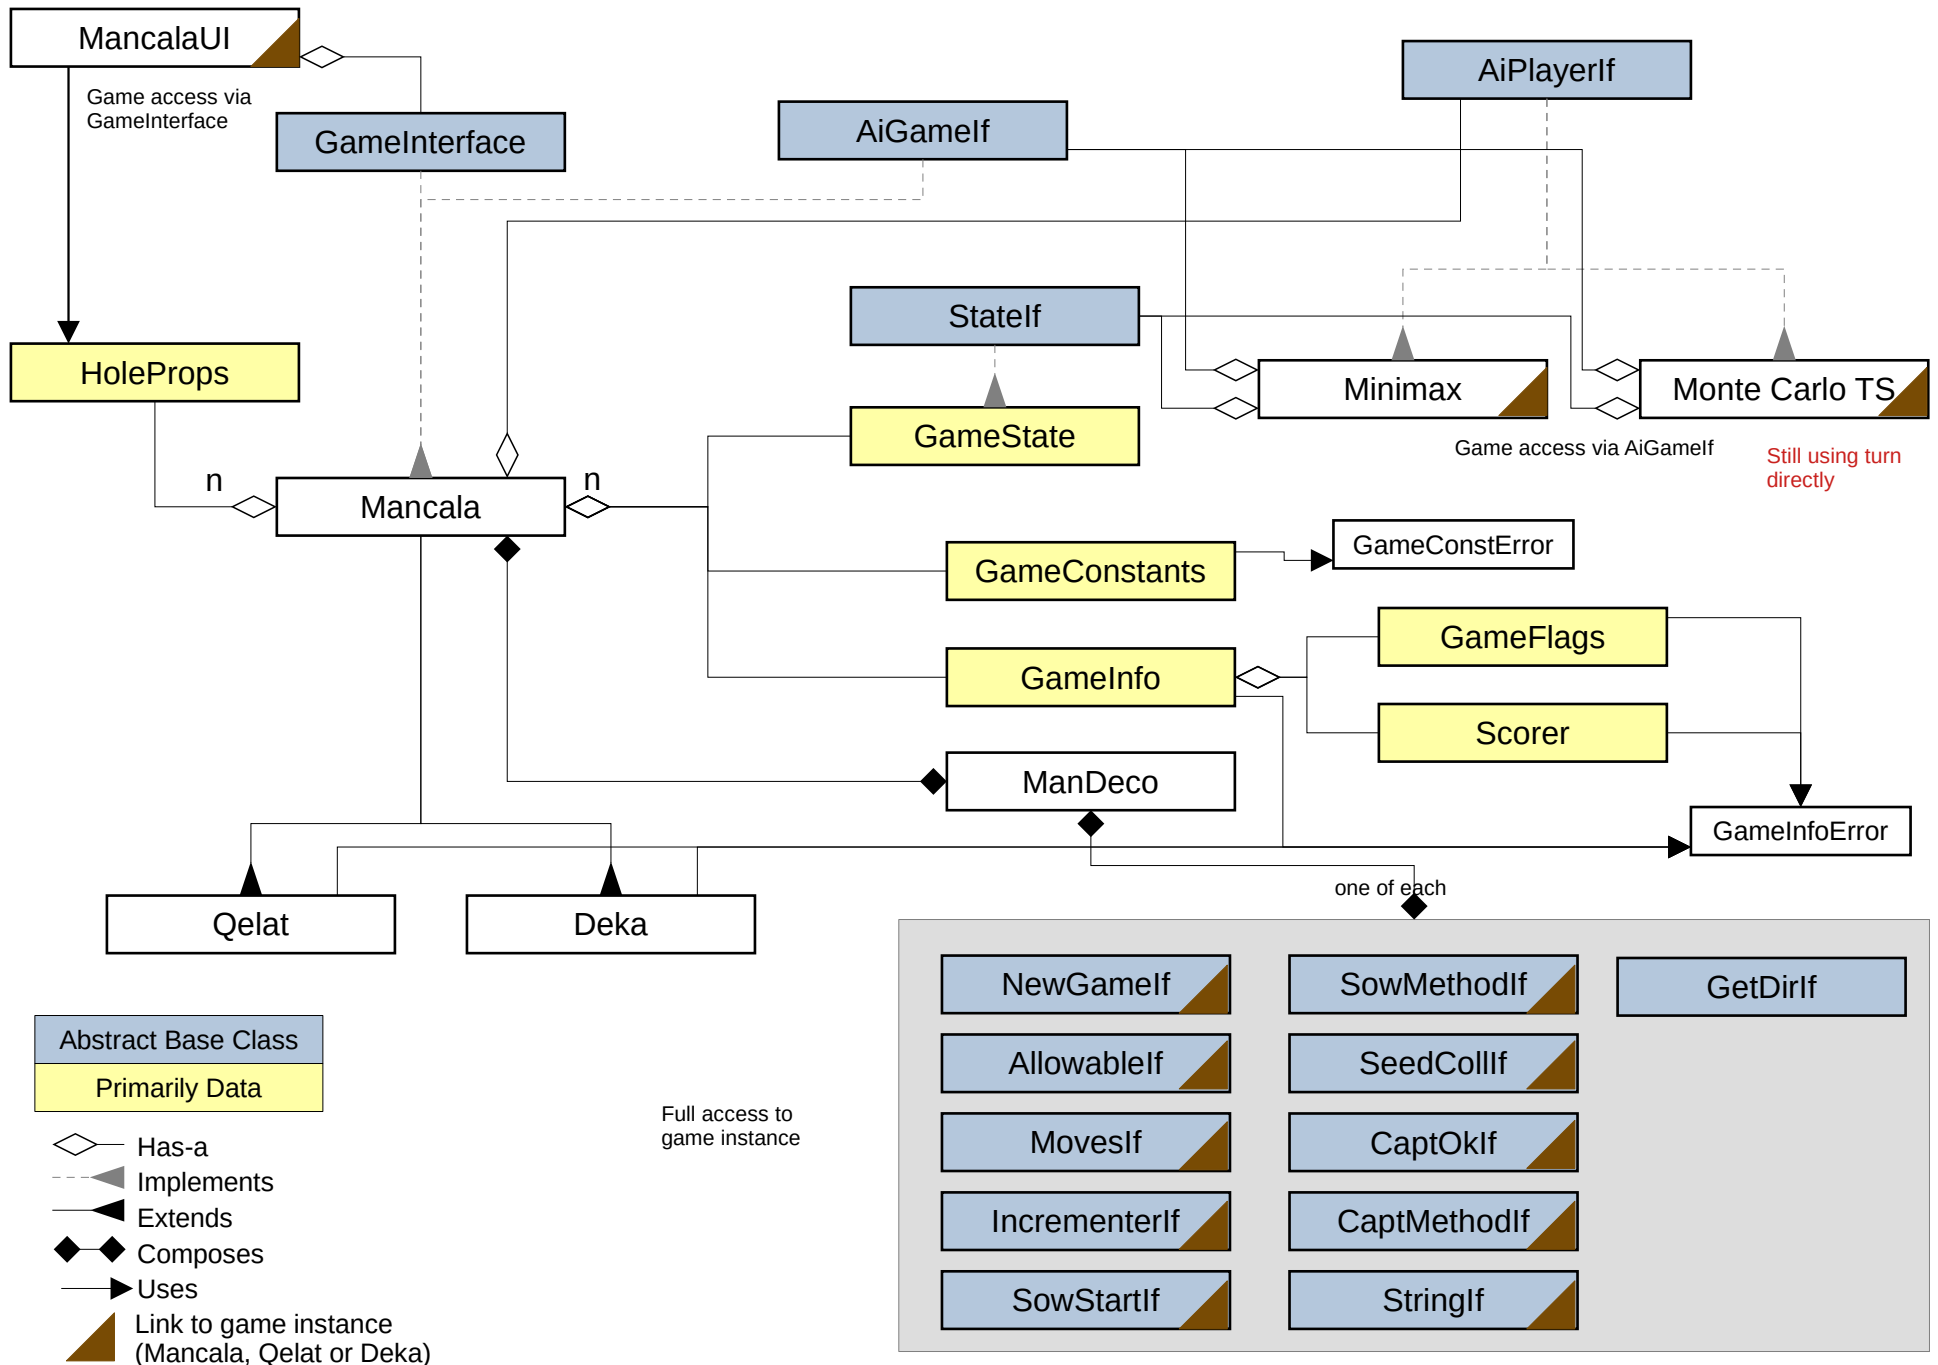 MancalaUI
AiPlayerIf
Game access via
GameInterface
GameInterface
AiGameIf
StateIf
HoleProps
Minimax
Monte Carlo TS
GameState
Game access via AiGameIf
Still using turn
directly
n
n
Mancala
GameConstants
GameConstError
GameFlags
GameInfo
Scorer
ManDeco
GameInfoError
one of each
Qelat
Deka
NewGameIf
SowMethodIf
GetDirIf
AllowableIf
SeedCollIf
MovesIf
CaptOkIf
IncrementerIf
CaptMethodIf
SowStartIf
StringIf
Full access to
game instance
Abstract Base Class
Primarily Data
Has-a
Implements
Extends
Composes
Uses
Link to game instance
(Mancala, Qelat or Deka)